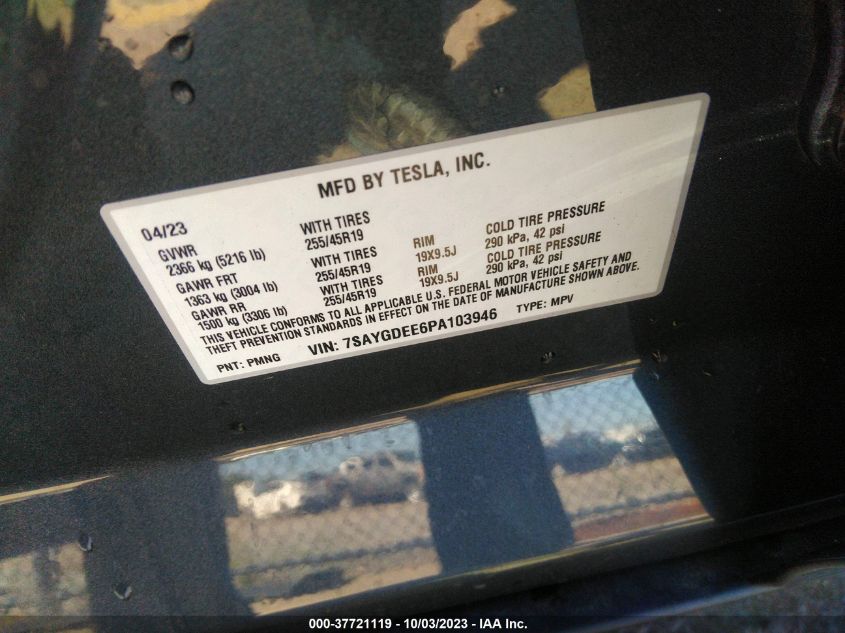 MFD BY TESLA, INC.
04/23
GVWR
2366 kg (5216 lb)
WITH TIRES
255/45R19
RIM
19X9.5J
COLD TIRE PRESSURE
290 kPa, 42 psi
GAWR FRT
1363 kg (3004 lb)
WITH TIRES
255/45R19
RIM
19X9.5J
COLD TIRE PRESSURE
290 kPa, 42 psi
GAWR RR
1500 kg (3306 lb)
WITH TIRES
255/45R19
THIS VEHICLE CONFORMS TO ALL APPLICABLE U.S. FEDERAL MOTOR VEHICLE SAFETY AND
THEFT PREVENTION STANDARDS IN EFFECT ON THE DATE OF MANUFACTURE SHOWN ABOVE.
PNT: PMNG VIN: 7SAYGDEE6PA103946 TYPE: MPV
000-37721119 - 10/03/2023 - IAA Inc.